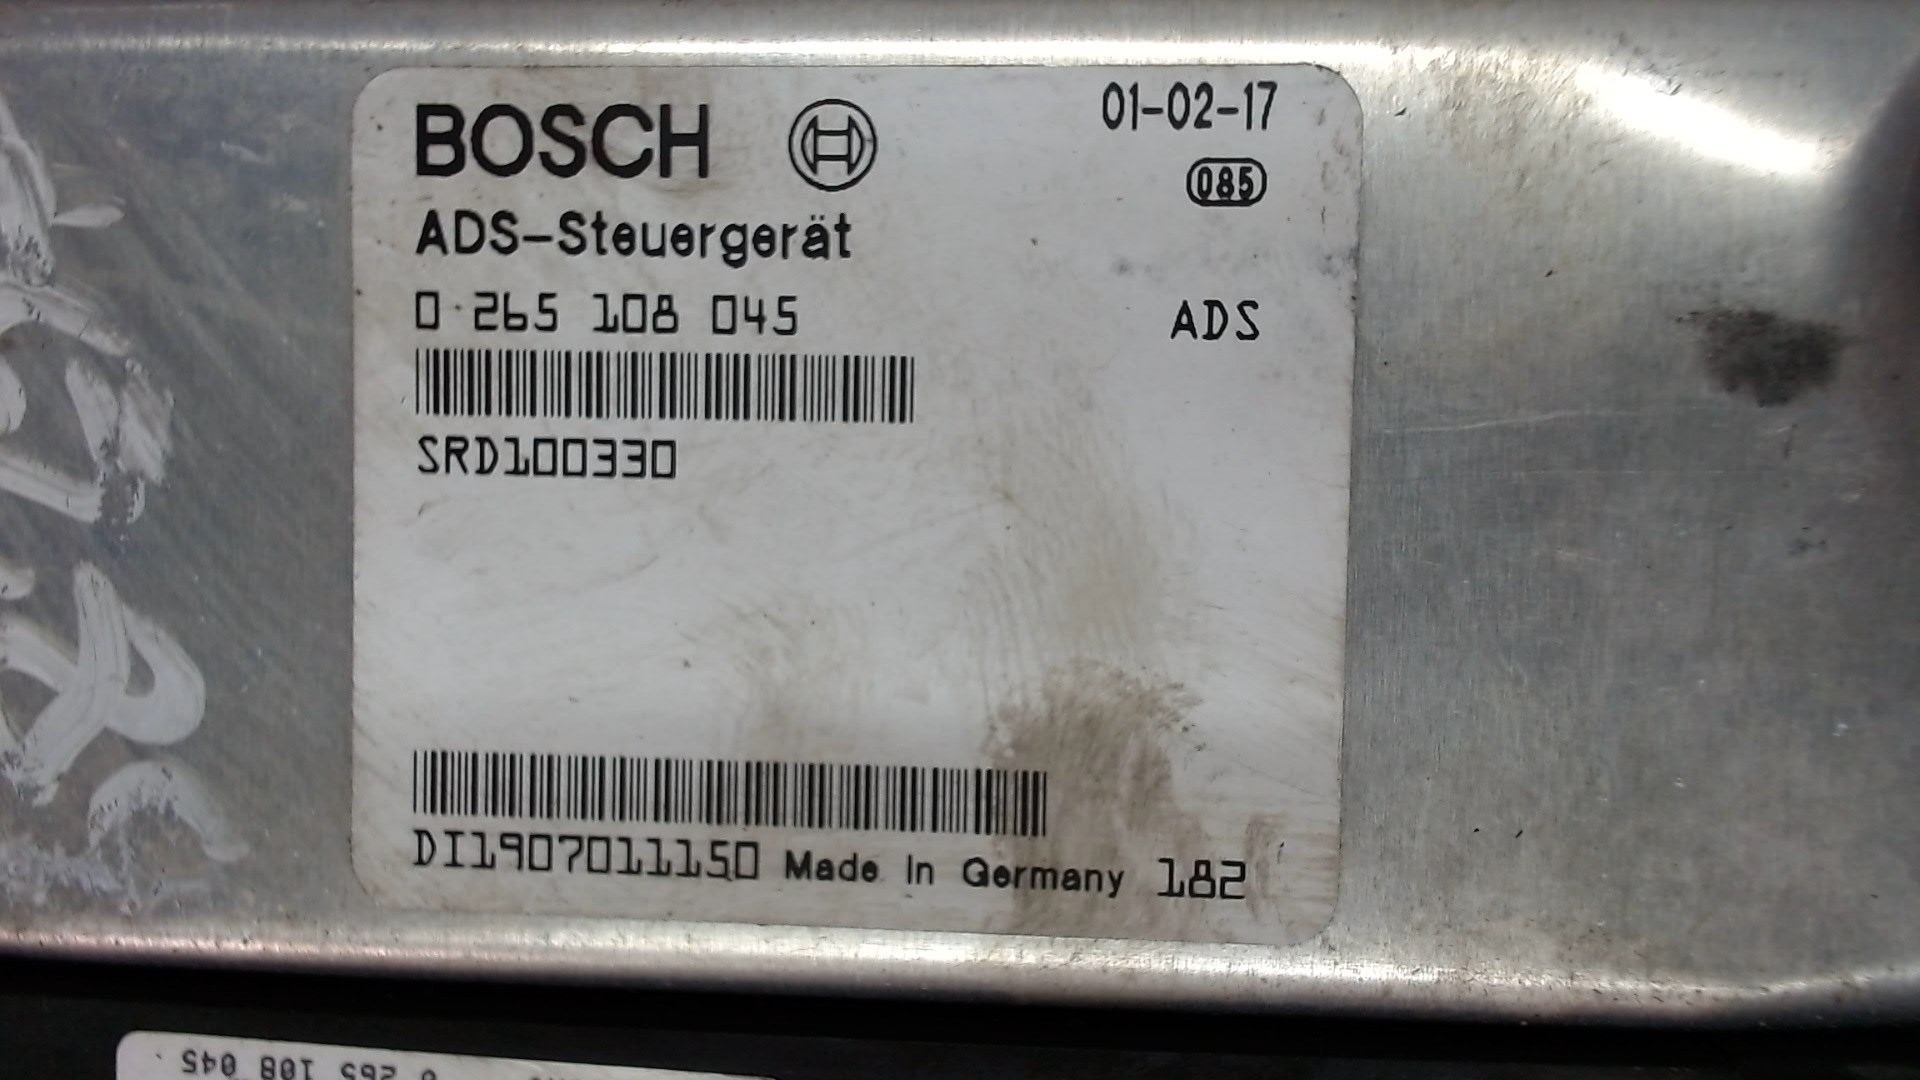 BOSCH 01-02-17
085
ADS-Steuergerät
0 265 108 045 ADS
SRD100330
DI1907011150 Made in Germany 182
0 265 108 045